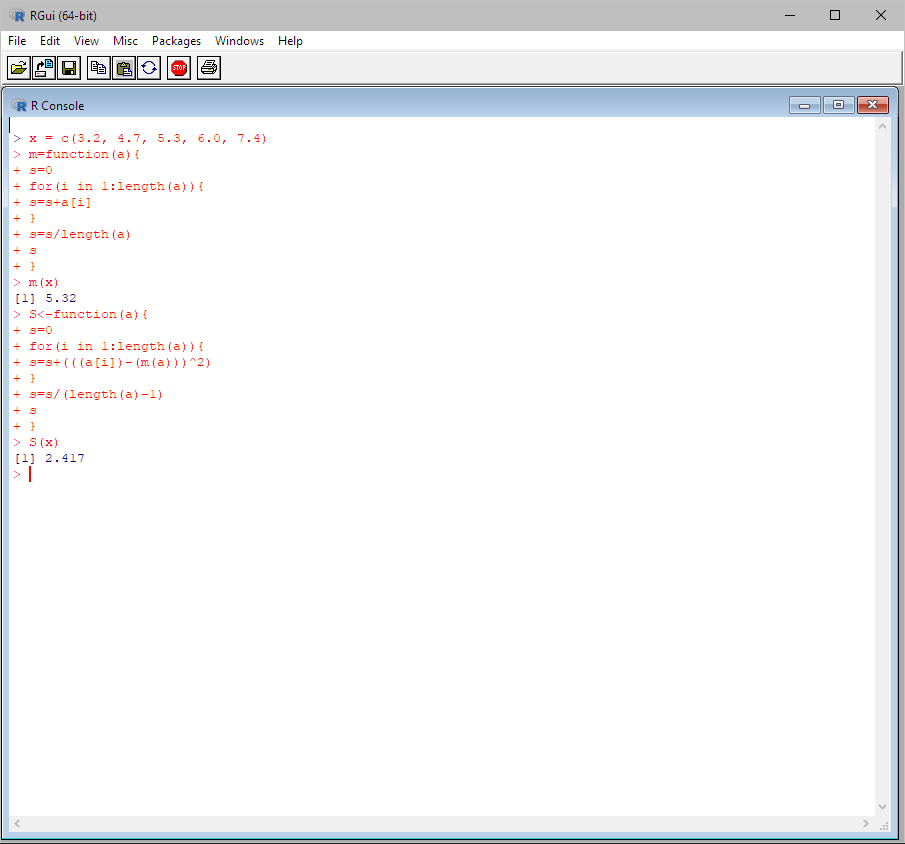 RGui (64-bit)
File Edit View Misc Packages Windows Help
STOP
R Console
> x = c(3.2, 4.7, 5.3, 6.0, 7.4)
> m=function(a){
+ s=0
+ for(i in 1:length(a)){
+ s=s+a[i]
+ }
+ s=s/length(a)
+ s
+ }
> m(x)
[1] 5.32
> S<-function(a){
+ s=0
+ for(i in 1:length(a)){
+ s=s+(((a[i])-(m(a)))^2)
+ }
+ s=s/(length(a)-1)
+ s
+ }
> S(x)
[1] 2.417
>